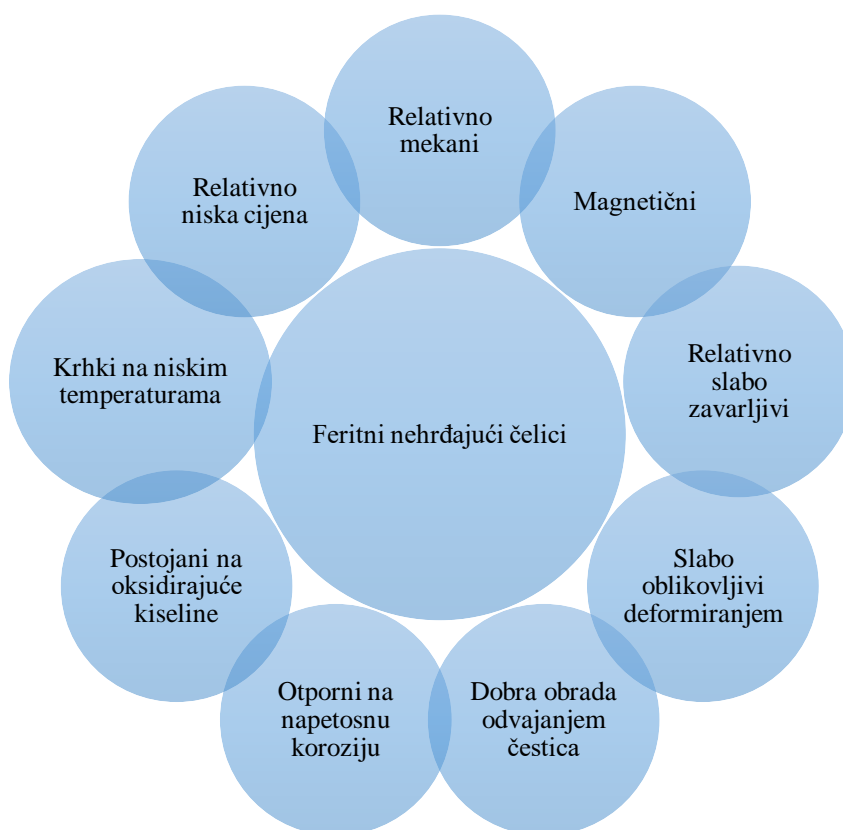 Relativno
mekani
Magnetični
Relativno
slabo
zavarljivi
Slabo
oblikovljivi
deformiranjem
Dobra obrada
odvajanjem
čestica
Otporni na
napetosnu
koroziju
Postojani na
oksidirajuće
kiseline
Krhki na niskim
temperaturama
Relativno
niska cijena
Feritni nehrđajući čelici